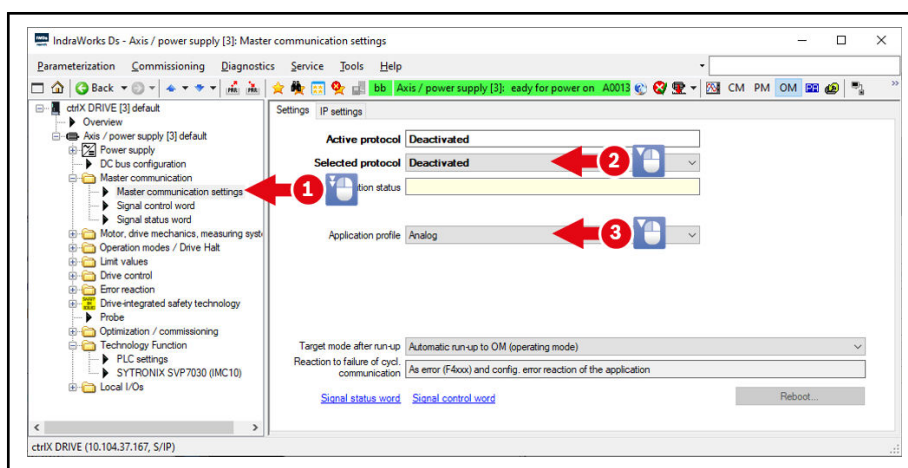 IndraWorks Ds - Axis / power supply [3]: Master communication settings
Parameterization Commissioning Diagnostics Service Tools Help
Back bb Axis / power supply [3]: eady for power on A0013 CM PM OM
ctrlX DRIVE [3] default
Overview
Axis / power supply [3] default
Power supply
DC bus configuration
Master communication
Master communication settings
Signal control word
Signal status word
Motor, drive mechanics, measuring syst
Operation modes / Drive Halt
Limit values
Drive control
Error reaction
Drive-integrated safety technology
Probe
Optimization / commissioning
Technology Function
PLC settings
SYTRONIX SVP7030 (IMC10)
Local I/Os
Settings IP settings
Active protocol Deactivated
Selected protocol Deactivated
2
1
tion status
Application profile Analog
3
Target mode after run-up Automatic run-up to OM (operating mode)
Reaction to failure of cycl.
communication As error (F4xxx) and config. error reaction of the application
Signal status word Signal control word Reboot...
ctrlX DRIVE (10.104.37.167, S/IP)